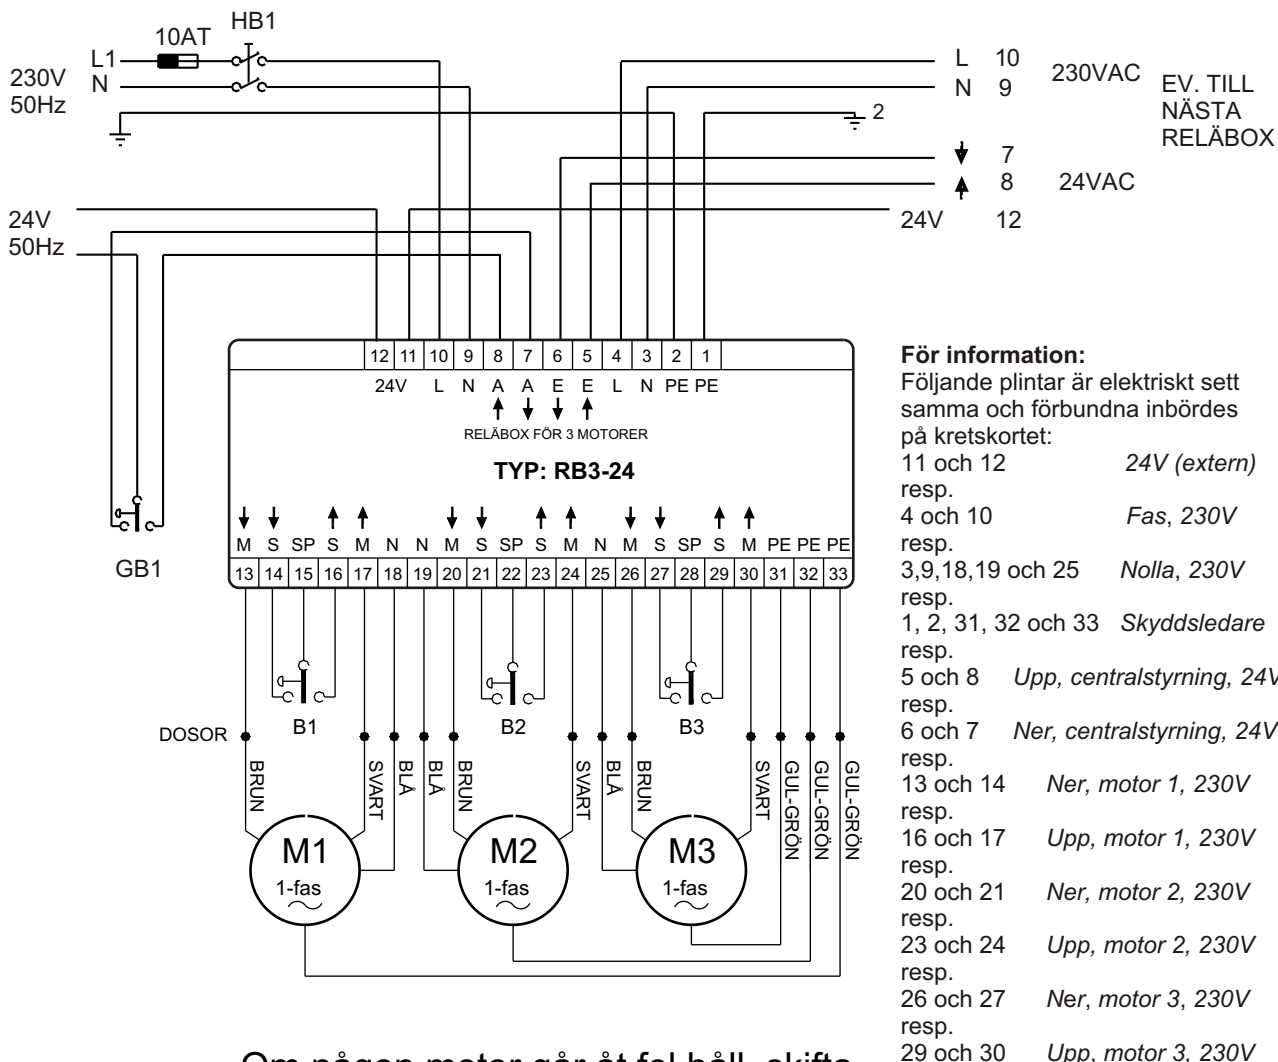 HB1
10AT
L1
230V N
50Hz
L 10
N 9
230VAC
EV. TILL
NÄSTA
RELÄBOX
2
7
8 24VAC
24V
50Hz
24V 12
12 11 10 9 8 7 6 5 4 3 2 1
24V L N A A E E L N PE PE
RELÄBOX FÖR 3 MOTORER
TYP: RB3-24
M S SP S M N N M S SP S M N M S SP S M PE PE PE
13 14 15 16 17 18 19 20 21 22 23 24 25 26 27 28 29 30 31 32 33
GB1
B1 B2 B3
DOSOR
BRUN SVART BLÅ BLÅ BRUN SVART BLÅ BRUN SVART GUL-GRÖN GUL-GRÖN GUL-GRÖN
M1 M2 M3
1-fas 1-fas 1-fas
För information:
Följande plintar är elektriskt sett
samma och förbundna inbördes
på kretskortet:
11 och 12 24V (extern)
resp.
4 och 10 Fas, 230V
resp.
3,9,18,19 och 25 Nolla, 230V
resp.
1, 2, 31, 32 och 33 Skyddsledare
resp.
5 och 8 Upp, centralstyrning, 24V
resp.
6 och 7 Ner, centralstyrning, 24V
resp.
13 och 14 Ner, motor 1, 230V
resp.
16 och 17 Upp, motor 1, 230V
resp.
20 och 21 Ner, motor 2, 230V
resp.
23 och 24 Upp, motor 2, 230V
resp.
26 och 27 Ner, motor 3, 230V
resp.
29 och 30 Upp, motor 3, 230V
Om någon motor går åt fel håll, skifta